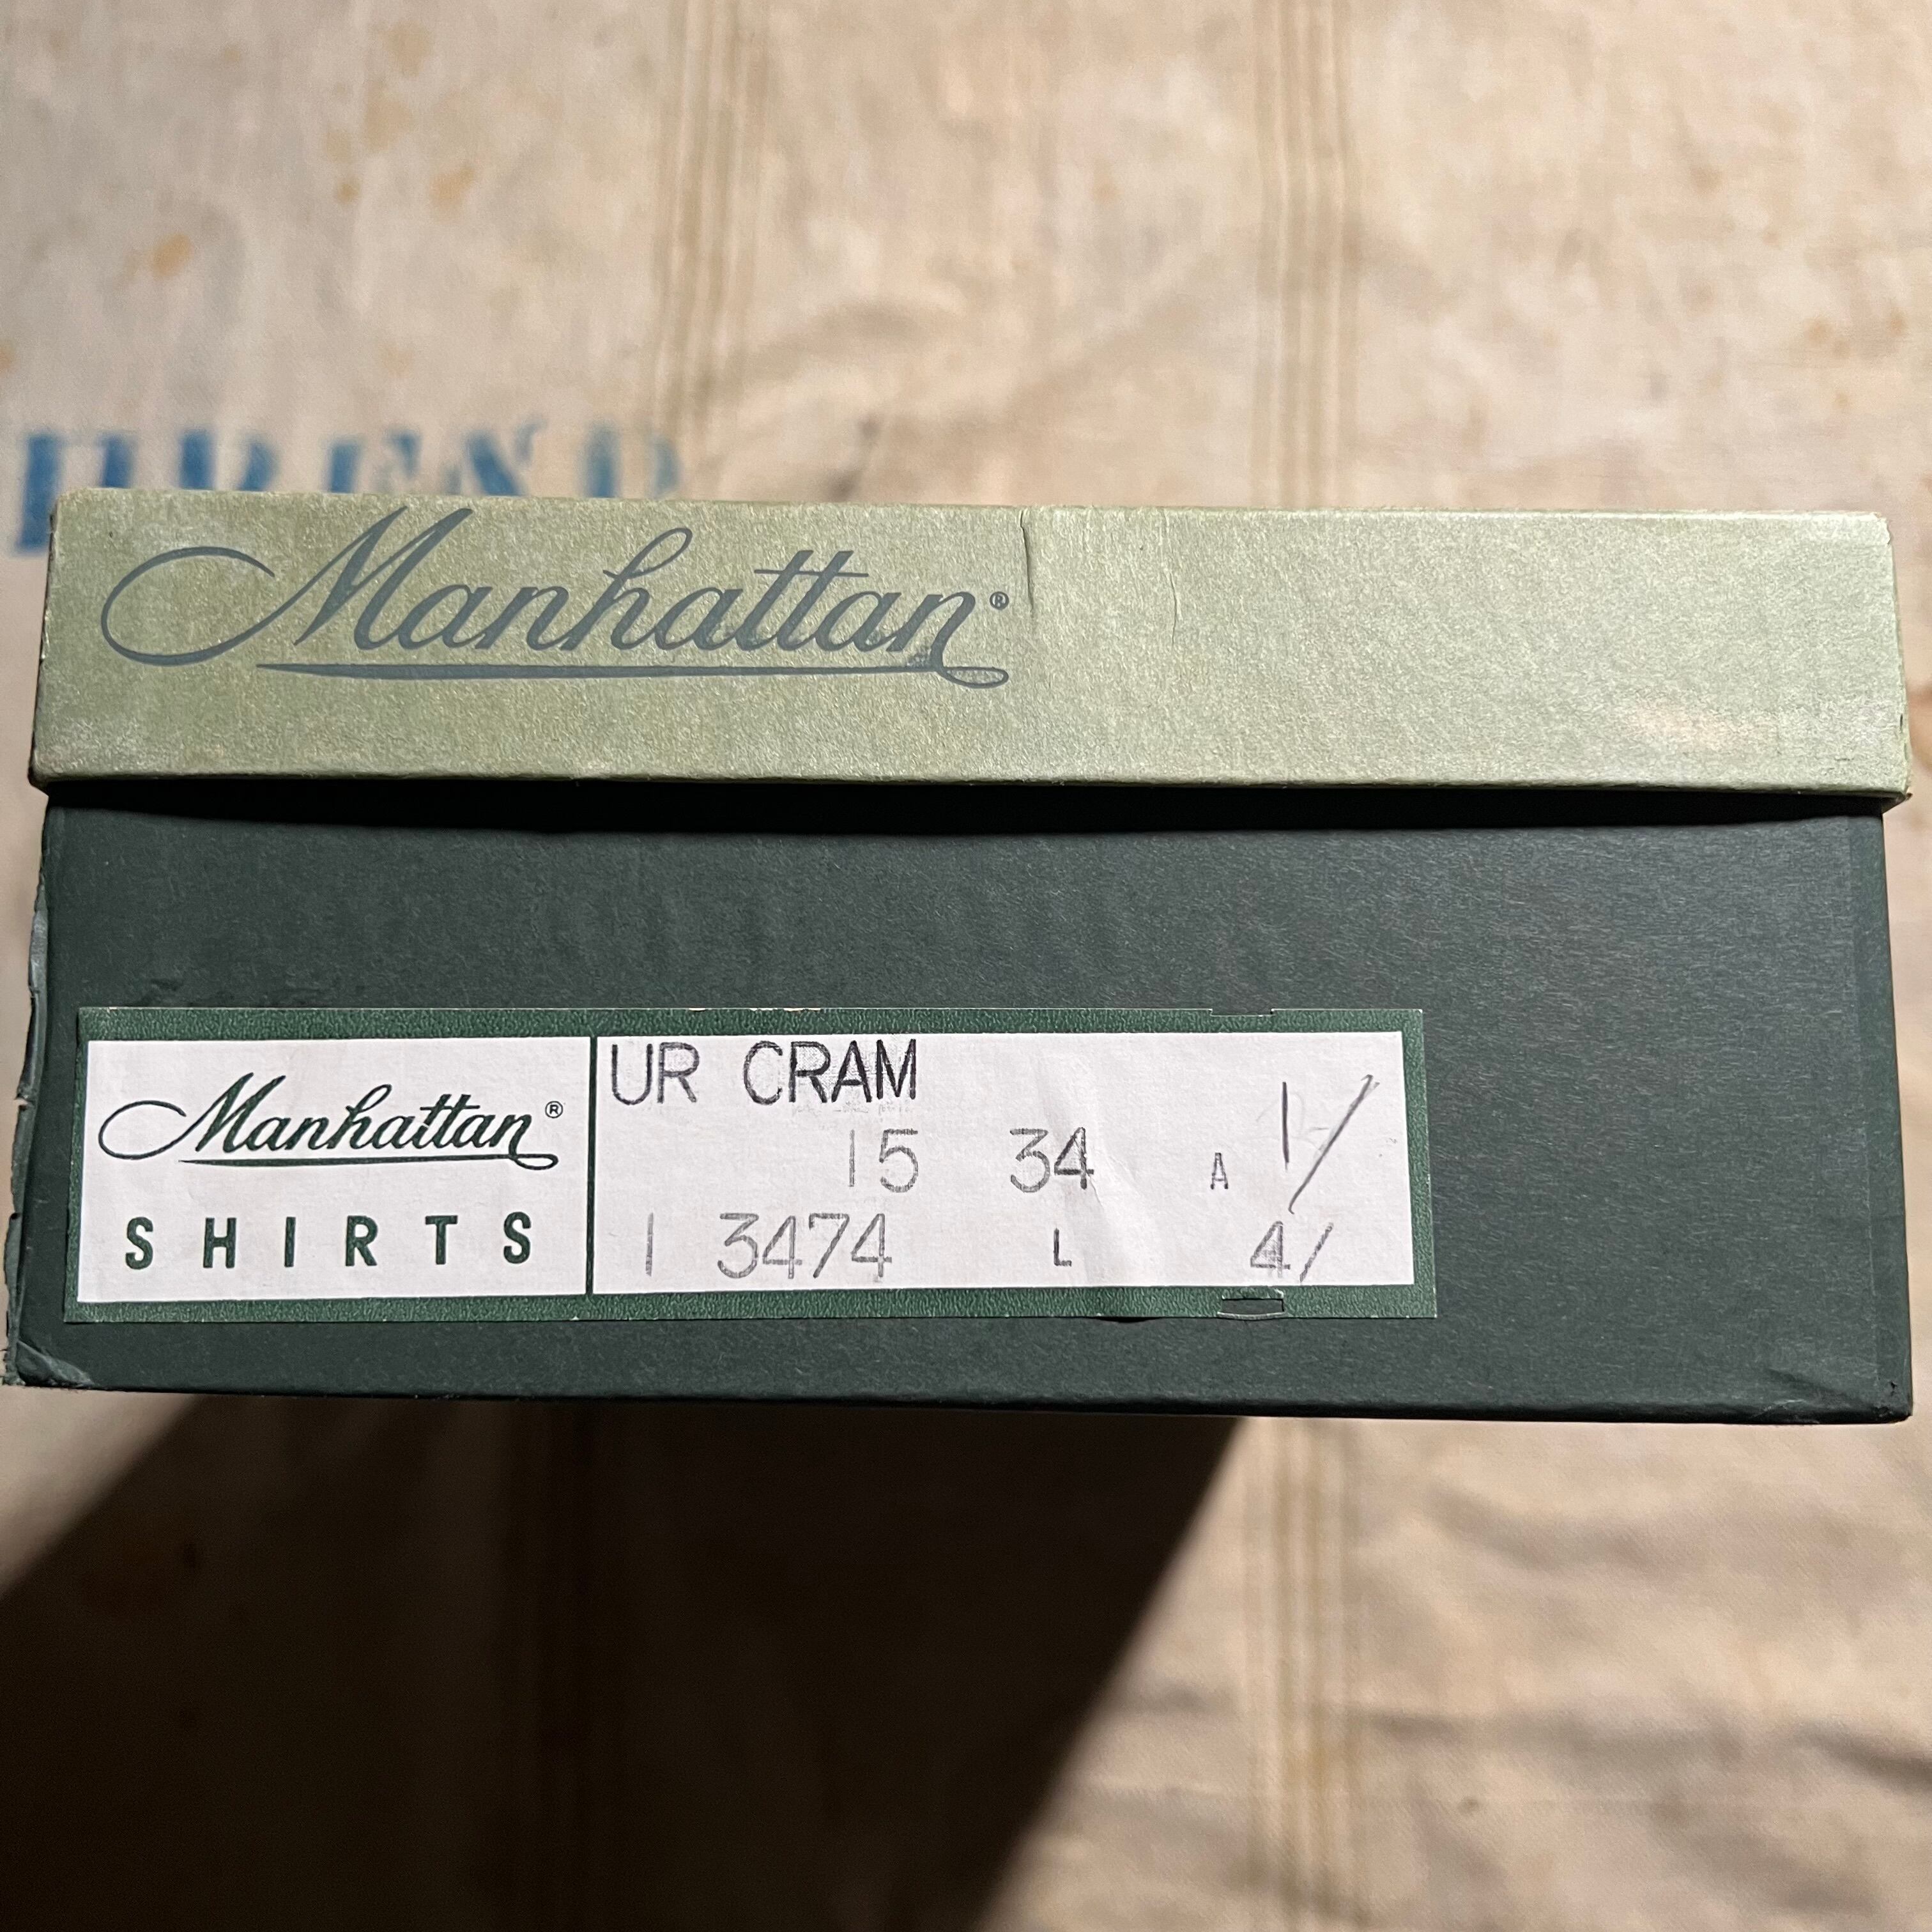 Manhattan®
Manhattan®
SHIRTS
UR CRAM
15 34 A
1 3474 L 4/